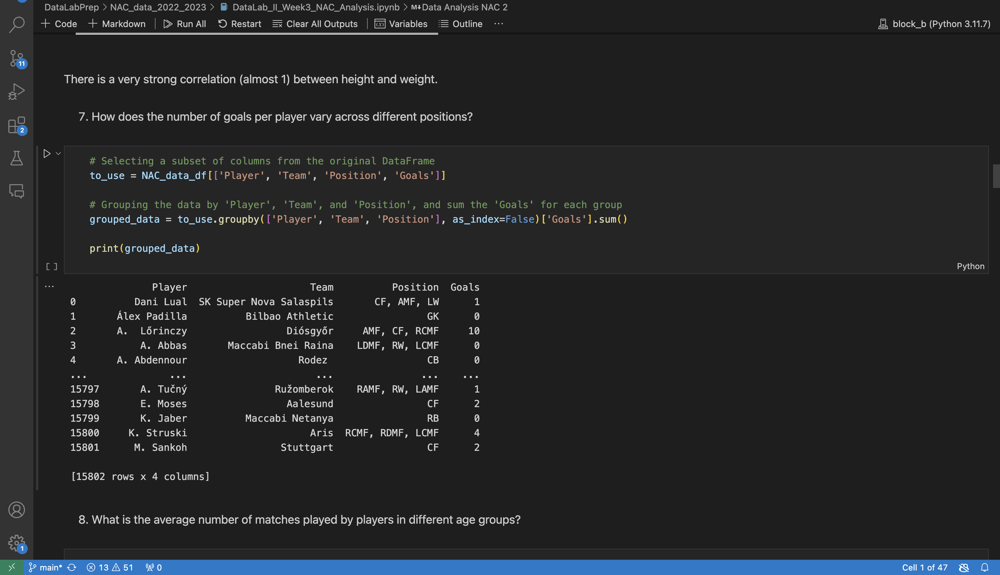 DataLabPrep > NAC_data_2022_2023 > DataLab_II_Week3_NAC_Analysis.ipynb > M↓Data Analysis NAC 2
+ Code + Markdown | Run All Restart Clear All Outputs | Variables Outline ···
block_b (Python 3.11.7)
11
2
There is a very strong correlation (almost 1) between height and weight.
7. How does the number of goals per player vary across different positions?
# Selecting a subset of columns from the original DataFrame
to_use = NAC_data_df[['Player', 'Team', 'Position', 'Goals']]
# Grouping the data by 'Player', 'Team', and 'Position', and sum the 'Goals' for each group
grouped_data = to_use.groupby(['Player', 'Team', 'Position'], as_index=False)['Goals'].sum()
print(grouped_data)
[ ]
Python
···
Player Team Position Goals
0 Dani Lual SK Super Nova Salaspils CF, AMF, LW 1
1 Álex Padilla Bilbao Athletic GK 0
2 A. Lőrinczy Diósgyőr AMF, CF, RCMF 10
3 A. Abbas Maccabi Bnei Raina LDMF, RW, LCMF 0
4 A. Abdennour Rodez CB 0
... ... ... ... ...
15797 A. Tučný Ružomberok RAMF, RW, LAMF 1
15798 E. Moses Aalesund CF 2
15799 K. Jaber Maccabi Netanya RB 0
15800 K. Struski Aris RCMF, RDMF, LCMF 4
15801 M. Sankoh Stuttgart CF 2
[15802 rows x 4 columns]
8. What is the average number of matches played by players in different age groups?
1
main* 13 51 0
Cell 1 of 47